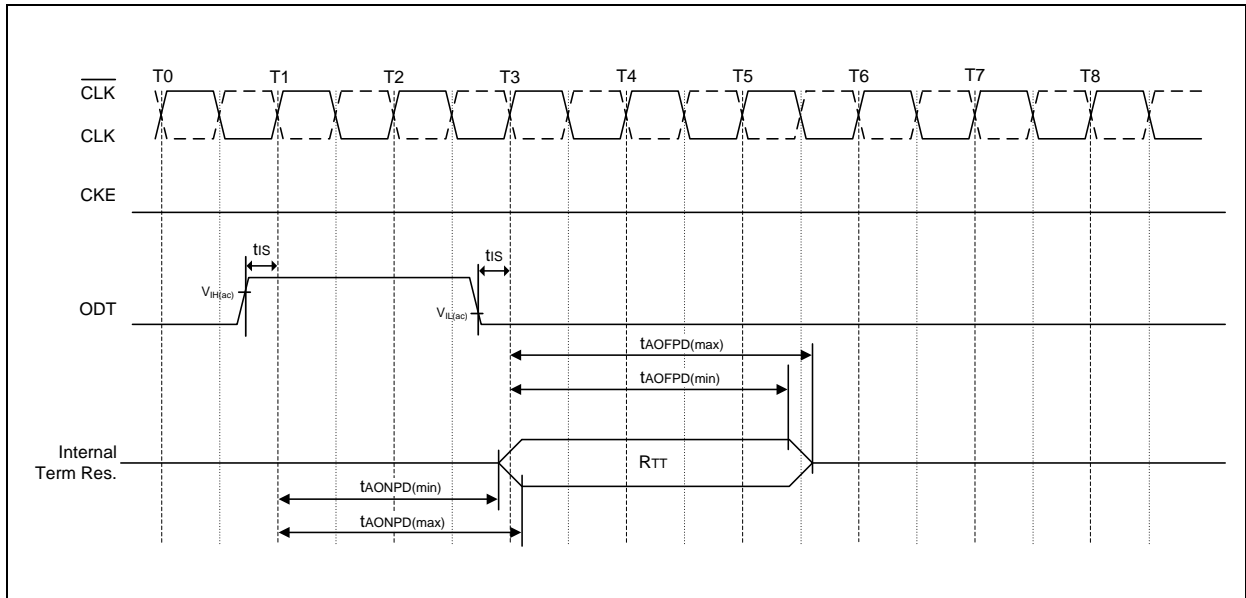 T0 T1 T2 T3 T4 T5 T6 T7 T8
CLK
CLK
CKE
tIS tIS
VIH(ac)
ODT
VIL(ac)
tAOFPD(max)
tAOFPD(min)
Internal
Term Res.
RTT
tAONPD(min)
tAONPD(max)